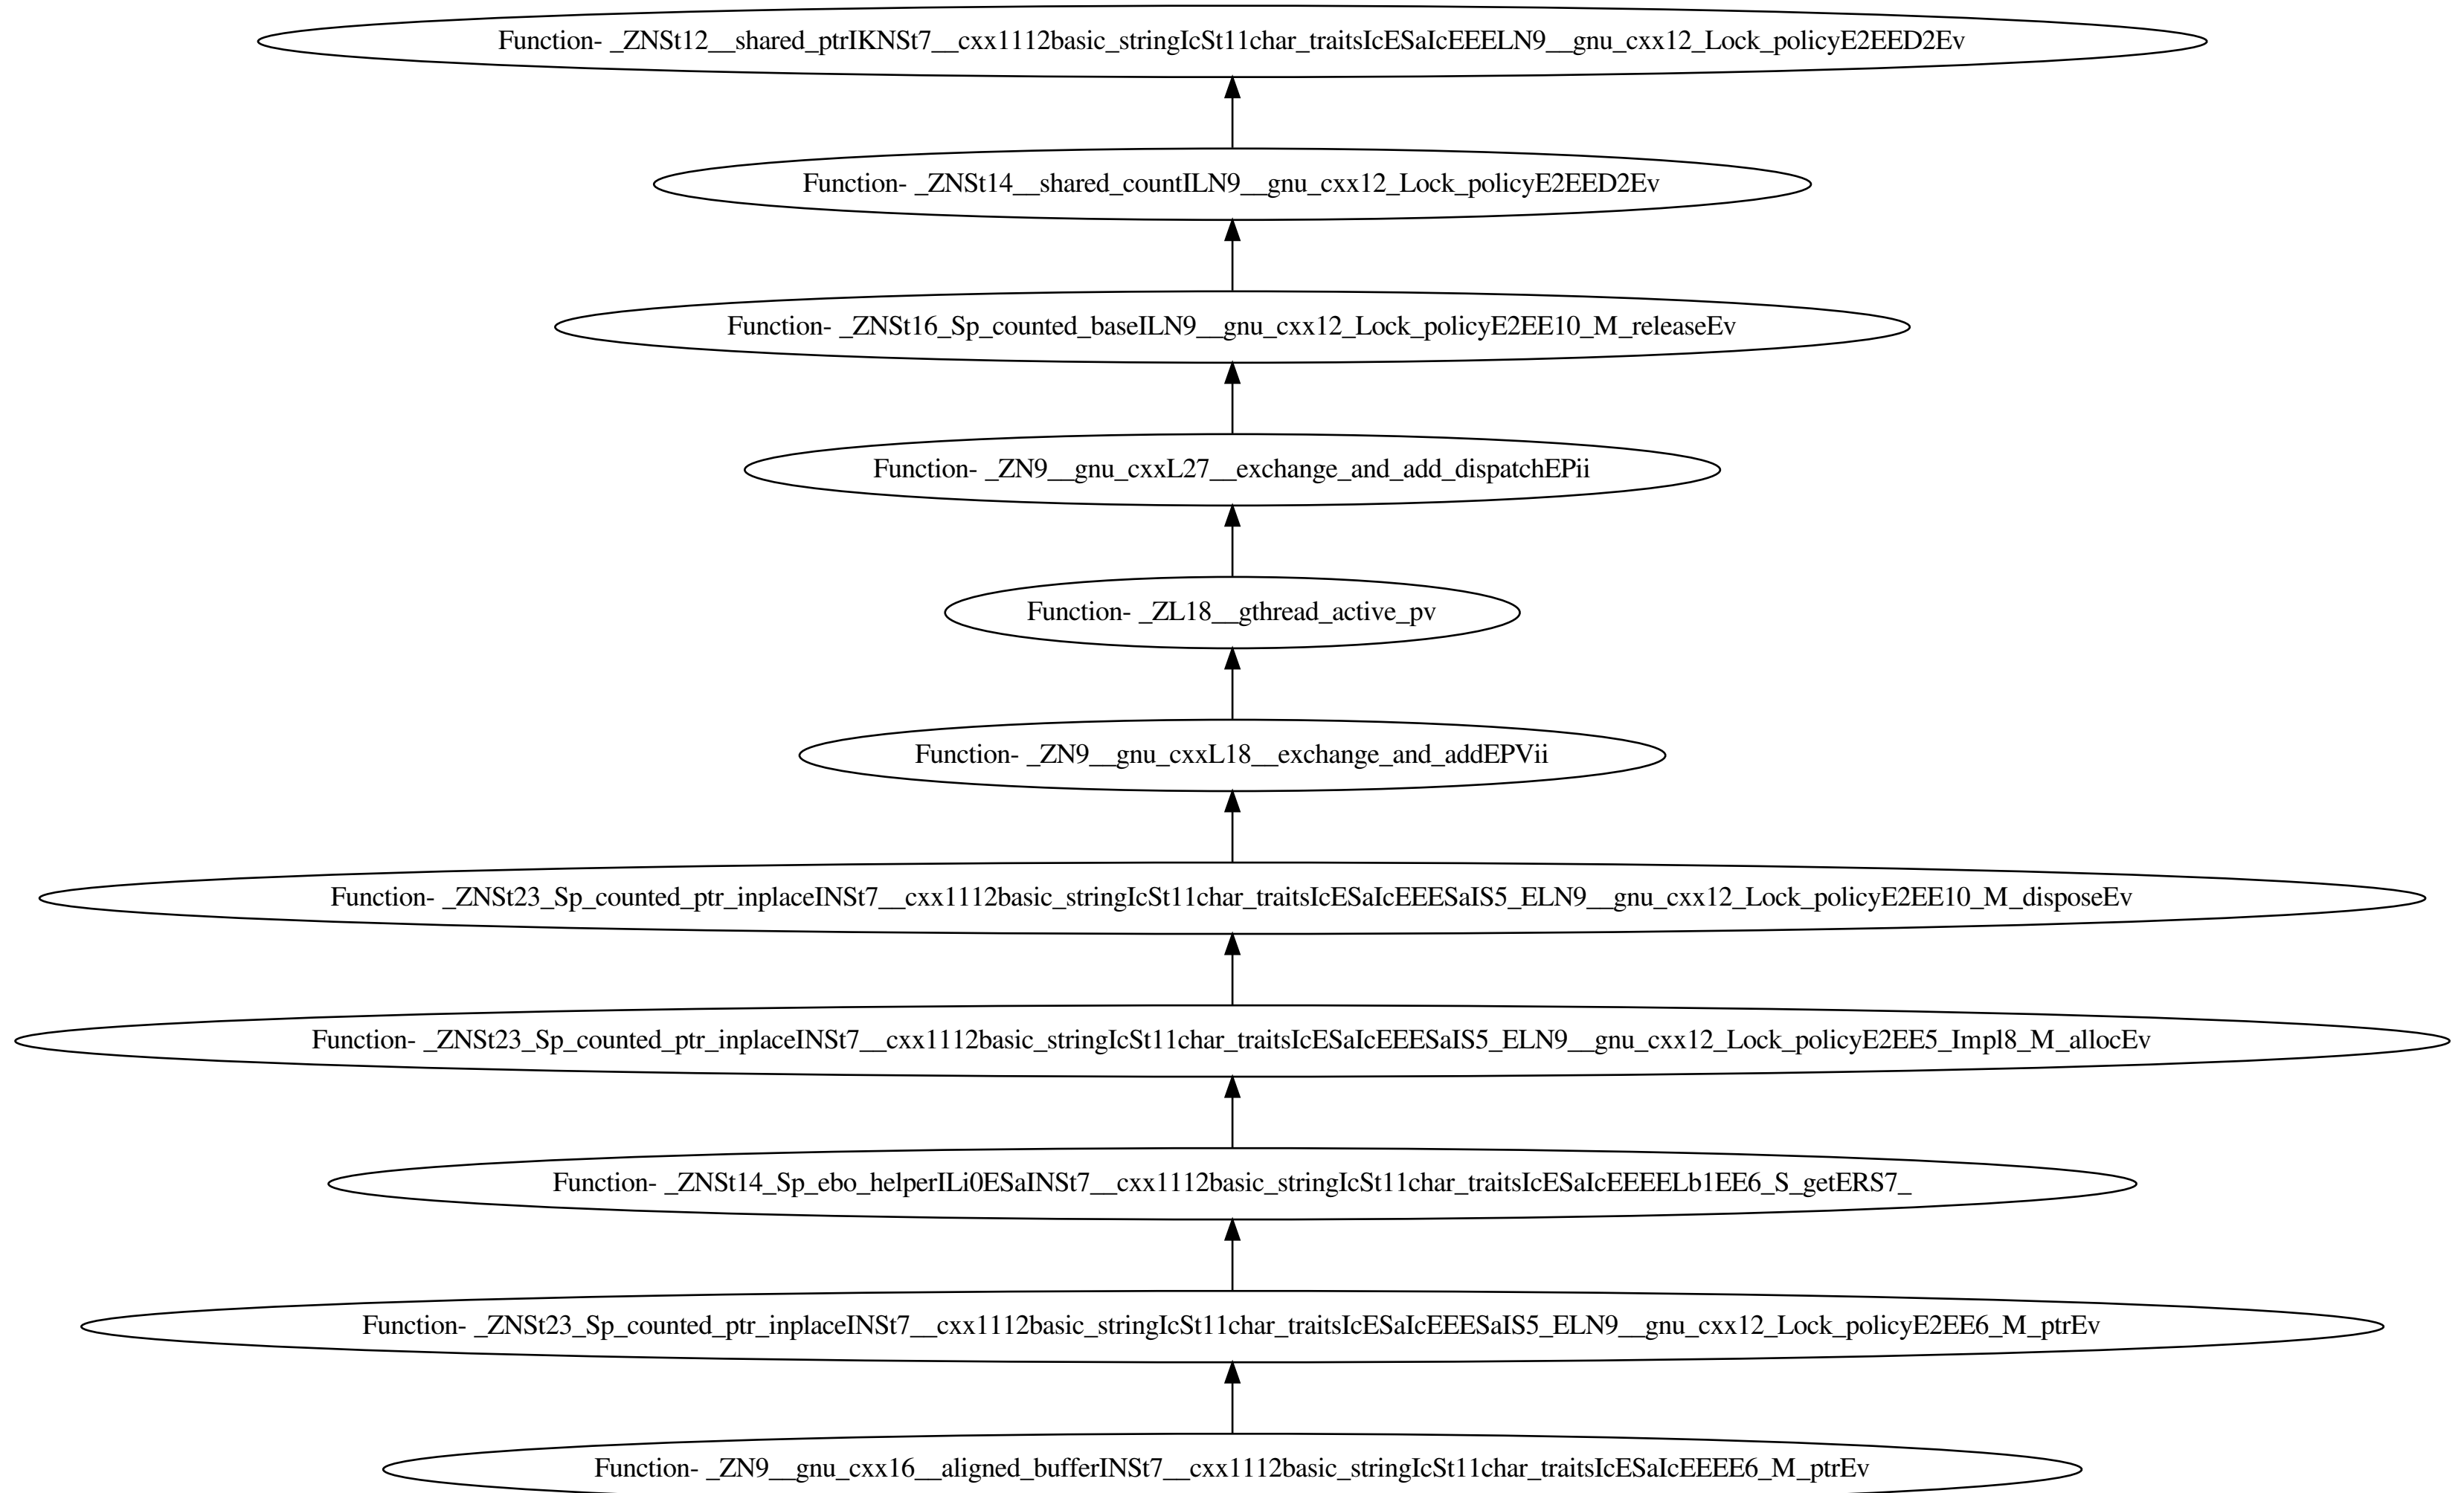 Function- _ZNSt12__shared_ptrIKNSt7__cxx1112basic_stringIcSt11char_traitsIcESaIcEEELN9__gnu_cxx12_Lock_policyE2EED2Ev
Function- _ZNSt14__shared_countILN9__gnu_cxx12_Lock_policyE2EED2Ev
Function- _ZNSt16_Sp_counted_baseILN9__gnu_cxx12_Lock_policyE2EE10_M_releaseEv
Function- _ZN9__gnu_cxxL27__exchange_and_add_dispatchEPii
Function- _ZL18__gthread_active_pv
Function- _ZN9__gnu_cxxL18__exchange_and_addEPVii
Function- _ZNSt23_Sp_counted_ptr_inplaceINSt7__cxx1112basic_stringIcSt11char_traitsIcESaIcEEESaIS5_ELN9__gnu_cxx12_Lock_policyE2EE10_M_disposeEv
Function- _ZNSt23_Sp_counted_ptr_inplaceINSt7__cxx1112basic_stringIcSt11char_traitsIcESaIcEEESaIS5_ELN9__gnu_cxx12_Lock_policyE2EE5_Impl8_M_allocEv
Function- _ZNSt14_Sp_ebo_helperILi0ESaINSt7__cxx1112basic_stringIcSt11char_traitsIcESaIcEEEELb1EE6_S_getERS7_
Function- _ZNSt23_Sp_counted_ptr_inplaceINSt7__cxx1112basic_stringIcSt11char_traitsIcESaIcEEESaIS5_ELN9__gnu_cxx12_Lock_policyE2EE6_M_ptrEv
Function- _ZN9__gnu_cxx16__aligned_bufferINSt7__cxx1112basic_stringIcSt11char_traitsIcESaIcEEEE6_M_ptrEv